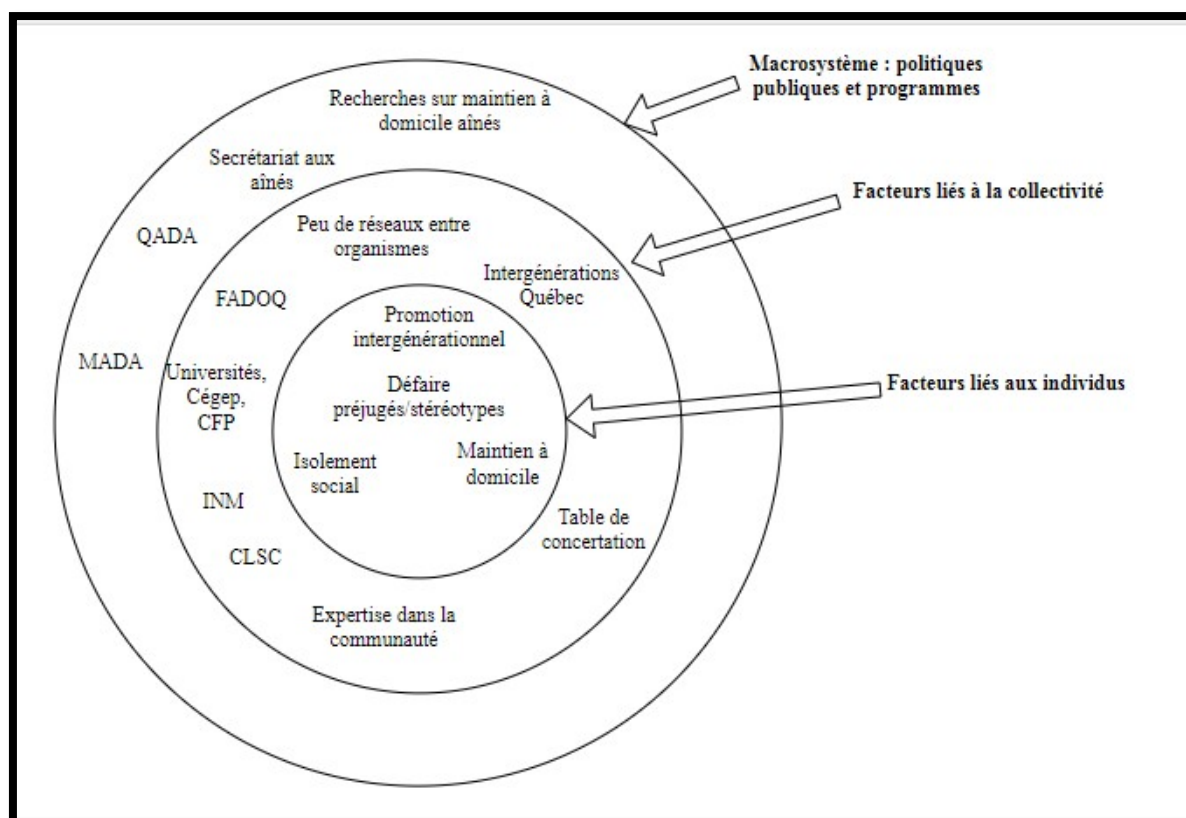 Macrosystème : politiques
publiques et programmes
Recherches sur maintien à
domicile aînés
Secrétariat aux
aînés
Facteurs liés à la collectivité
QADA
Peu de réseaux entre
organismes
Intergénérations
Québec
FADOQ
Promotion
intergénérationnel
MADA
Universités,
Cégep,
CFP
Défaire
préjugés/stéréotypes
Facteurs liés aux individus
Isolement
social
Maintien à
domicile
INM
Table de
concertation
CLSC
Expertise dans la
communauté